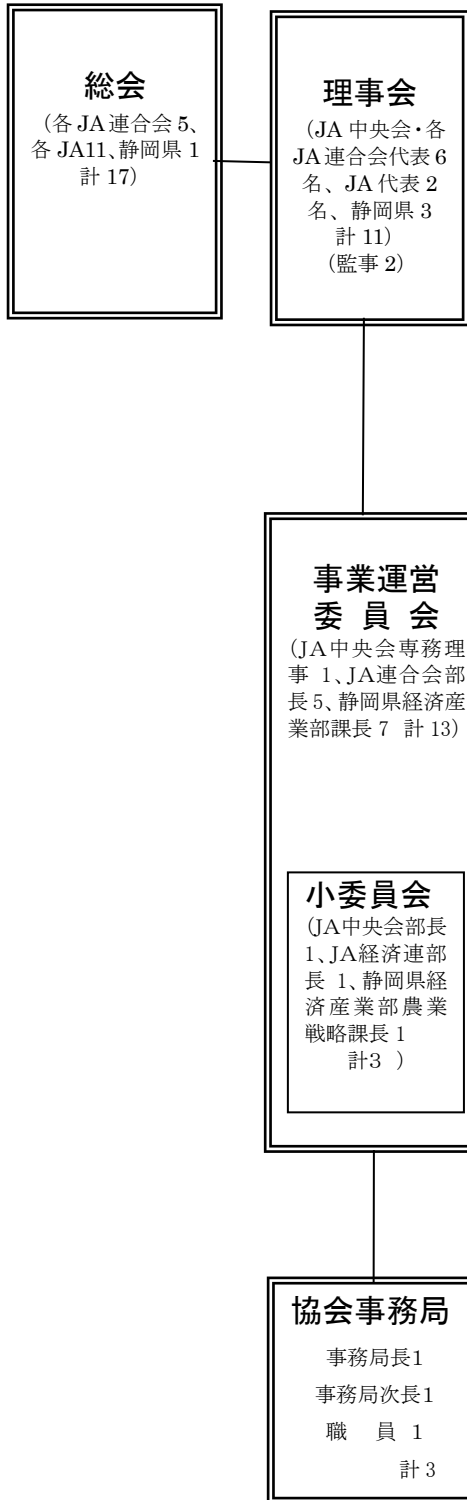 総会
(各 JA 連合会 5、
各 JA11、静岡県 1
計 17)
理事会
(JA 中央会・各
JA 連合会代表 6
名、JA 代表 2
名、静岡県 3
計 11)
(監事 2)
事業運営
委 員 会
(JA中央会専務理
事 1、JA連合会部
長 5、静岡県経済産
業部課長 7 計 13)
小委員会
(JA中央会部長
1、JA経済連部
長 1、静岡県経
済産業部農業
戦略課長 1
計3 )
協会事務局
事務局長1
事務局次長1
職 員 1
計 3